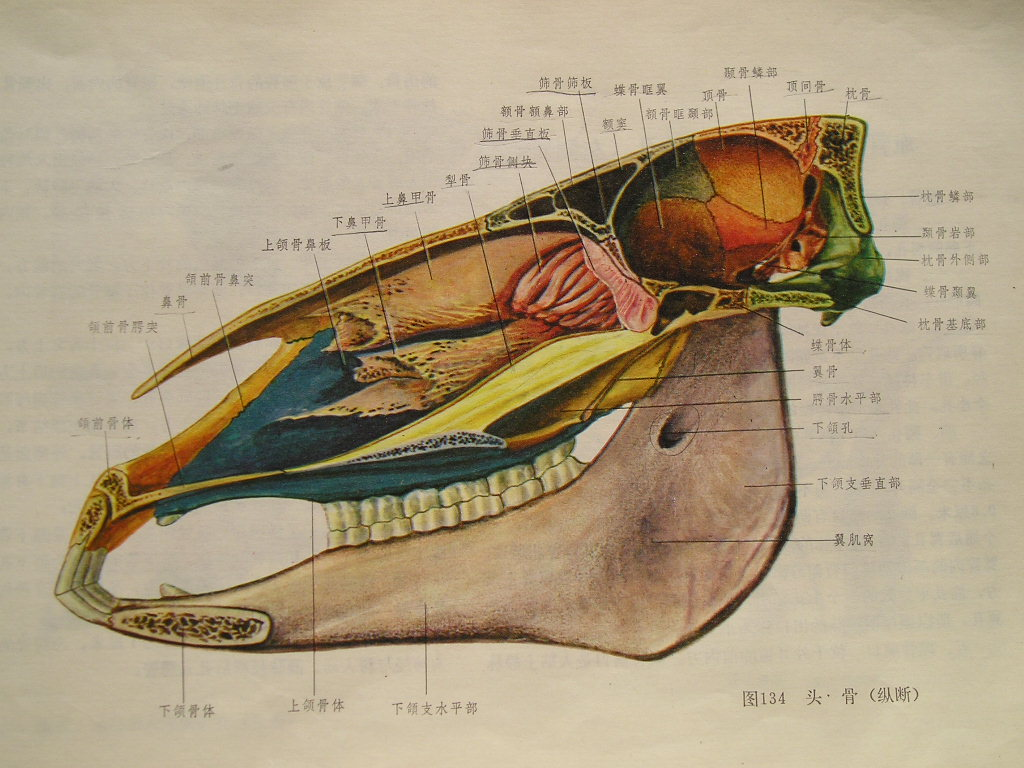 颞骨鳞部
筛骨筛板
蝶骨眶翼
顶骨
顶间骨
枕骨
额骨额鼻部
额窦
额骨眶颞部
筛骨垂直板
筛骨侧块
犁骨
上鼻甲骨
下鼻甲骨
上颌骨鼻板
颌前骨鼻突
鼻骨
颌前骨腭突
颌前骨体
枕骨鳞部
颞骨岩部
枕骨外侧部
蝶骨颞翼
枕骨基底部
蝶骨体
翼骨
腭骨水平部
下颌孔
下颌支垂直部
翼肌窝
下颌骨体
上颌骨体
下颌支水平部
图134 头·骨（纵断）